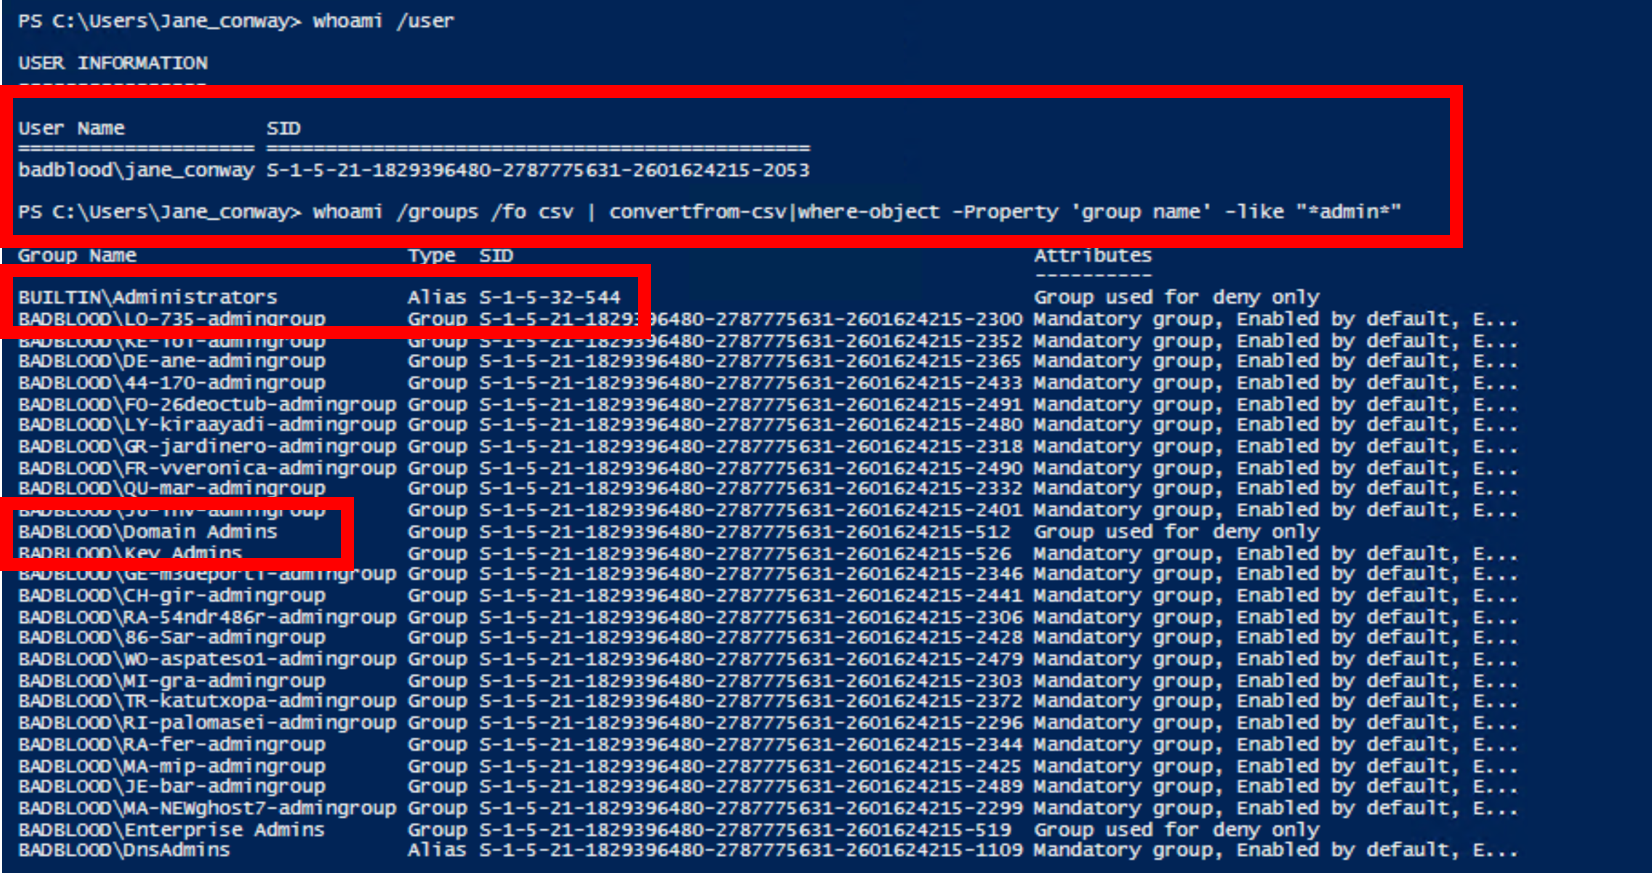 PS C:\Users\Jane_conway> whoami /user
USER INFORMATION
----------------
User Name            SID
==================== ==============================================
badblood\jane_conway S-1-5-21-1829396480-2787775631-2601624215-2053
PS C:\Users\Jane_conway> whoami /groups /fo csv | convertfrom-csv|where-object -Property 'group name' -like "*admin*"
Group Name                       Type  SID                                            Attributes
----------
BUILTIN\Administrators           Alias S-1-5-32-544                                   Group used for deny only
BADBLOOD\LO-735-admingroup       Group S-1-5-21-1829396480-2787775631-2601624215-2300 Mandatory group, Enabled by default, E...
BADBLOOD\KE-101-admingroup       Group S-1-5-21-1829396480-2787775631-2601624215-2352 Mandatory group, Enabled by default, E...
BADBLOOD\DE-ane-admingroup       Group S-1-5-21-1829396480-2787775631-2601624215-2365 Mandatory group, Enabled by default, E...
BADBLOOD\44-170-admingroup       Group S-1-5-21-1829396480-2787775631-2601624215-2433 Mandatory group, Enabled by default, E...
BADBLOOD\FO-26deoctub-admingroup Group S-1-5-21-1829396480-2787775631-2601624215-2491 Mandatory group, Enabled by default, E...
BADBLOOD\LY-kiraayadi-admingroup Group S-1-5-21-1829396480-2787775631-2601624215-2480 Mandatory group, Enabled by default, E...
BADBLOOD\GR-jardinero-admingroup Group S-1-5-21-1829396480-2787775631-2601624215-2318 Mandatory group, Enabled by default, E...
BADBLOOD\FR-vveronica-admingroup Group S-1-5-21-1829396480-2787775631-2601624215-2490 Mandatory group, Enabled by default, E...
BADBLOOD\QU-mar-admingroup       Group S-1-5-21-1829396480-2787775631-2601624215-2332 Mandatory group, Enabled by default, E...
BADBLOOD\JU-inv-admingroup       Group S-1-5-21-1829396480-2787775631-2601624215-2401 Mandatory group, Enabled by default, E...
BADBLOOD\Domain Admins           Group S-1-5-21-1829396480-2787775631-2601624215-512  Group used for deny only
BADBLOOD\Key Admins              Group S-1-5-21-1829396480-2787775631-2601624215-526  Mandatory group, Enabled by default, E...
BADBLOOD\GE-m3deporti-admingroup Group S-1-5-21-1829396480-2787775631-2601624215-2346 Mandatory group, Enabled by default, E...
BADBLOOD\CH-gir-admingroup       Group S-1-5-21-1829396480-2787775631-2601624215-2441 Mandatory group, Enabled by default, E...
BADBLOOD\RA-54ndr486r-admingroup Group S-1-5-21-1829396480-2787775631-2601624215-2306 Mandatory group, Enabled by default, E...
BADBLOOD\86-Sar-admingroup       Group S-1-5-21-1829396480-2787775631-2601624215-2428 Mandatory group, Enabled by default, E...
BADBLOOD\WO-aspateso1-admingroup Group S-1-5-21-1829396480-2787775631-2601624215-2479 Mandatory group, Enabled by default, E...
BADBLOOD\MI-gra-admingroup       Group S-1-5-21-1829396480-2787775631-2601624215-2303 Mandatory group, Enabled by default, E...
BADBLOOD\TR-katutxopa-admingroup Group S-1-5-21-1829396480-2787775631-2601624215-2372 Mandatory group, Enabled by default, E...
BADBLOOD\RI-palomasei-admingroup Group S-1-5-21-1829396480-2787775631-2601624215-2296 Mandatory group, Enabled by default, E...
BADBLOOD\RA-fer-admingroup       Group S-1-5-21-1829396480-2787775631-2601624215-2344 Mandatory group, Enabled by default, E...
BADBLOOD\MA-mip-admingroup       Group S-1-5-21-1829396480-2787775631-2601624215-2425 Mandatory group, Enabled by default, E...
BADBLOOD\JE-bar-admingroup       Group S-1-5-21-1829396480-2787775631-2601624215-2489 Mandatory group, Enabled by default, E...
BADBLOOD\MA-NEWghost7-admingroup Group S-1-5-21-1829396480-2787775631-2601624215-2299 Mandatory group, Enabled by default, E...
BADBLOOD\Enterprise Admins       Group S-1-5-21-1829396480-2787775631-2601624215-519  Group used for deny only
BADBLOOD\DnsAdmins               Alias S-1-5-21-1829396480-2787775631-2601624215-1109 Mandatory group, Enabled by default, E...